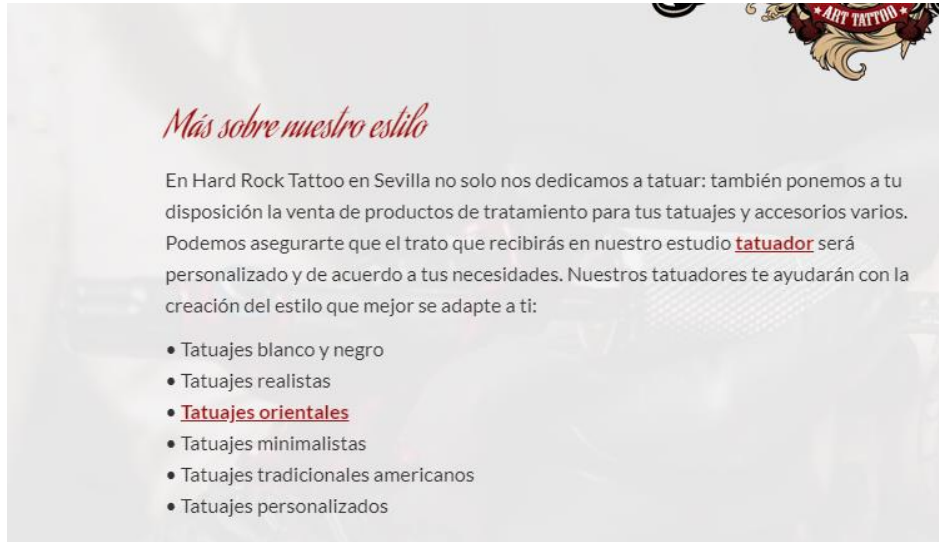 ART TATTOO
Más sobre nuestro estilo
En Hard Rock Tattoo en Sevilla no solo nos dedicamos a tatuar: también ponemos a tu
disposición la venta de productos de tratamiento para tus tatuajes y accesorios varios.
Podemos asegurarte que el trato que recibirás en nuestro estudio tatuador será
personalizado y de acuerdo a tus necesidades. Nuestros tatuadores te ayudarán con la
creación del estilo que mejor se adapte a ti:
• Tatuajes blanco y negro
• Tatuajes realistas
• Tatuajes orientales
• Tatuajes minimalistas
• Tatuajes tradicionales americanos
• Tatuajes personalizados